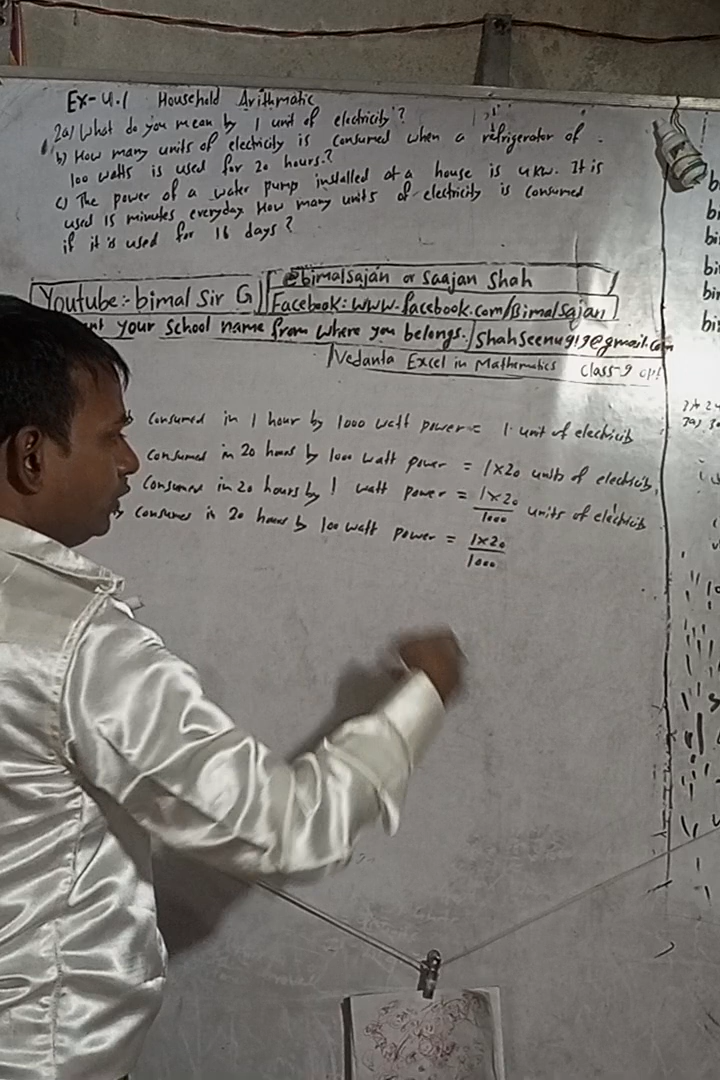 Ex-4.1 Household Arithmatic
2a) What do you mean by 1 unit of electricity?
b) How many units of electricity is consumed when a refrigerator of
100 watts is used for 20 hours?
c) The power of a water pump installed at a house is 4 KW. It is
used 15 minutes everyday. How many units of electricity is consumed
if it is used for 16 days?
Youtube:- bimal Sir G
@bimalsajan or Saajan Shah
Facebook: www.facebook.com/Bimalsajan
your school name from where you belongs. Shahseenu919@gmail.com
Vedanta Excel in Mathematics Class-9 opt
Consumed in 1 hour by 1000 watt power = 1 unit of electricity
Consumed in 20 hours by 1000 watt power = 1×20 units of electricity
Consumed in 20 hours by 1 watt power = 1×20/1000 units of electricity
Consumed in 20 hours by 100 watt power = 1×20/1000